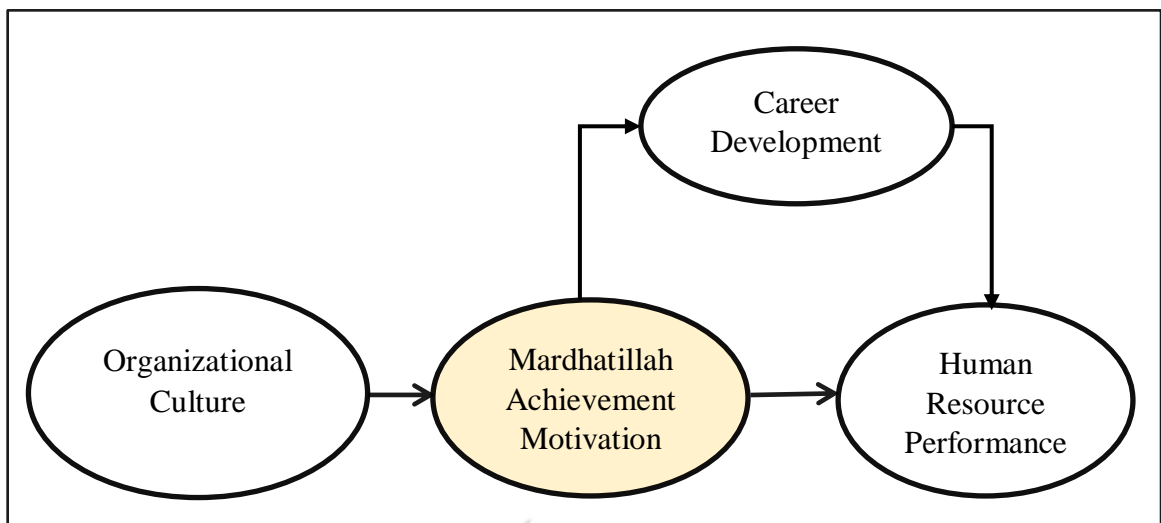 Career
Development
Organizational
Culture
Mardhatillah
Achievement
Motivation
Human
Resource
Performance